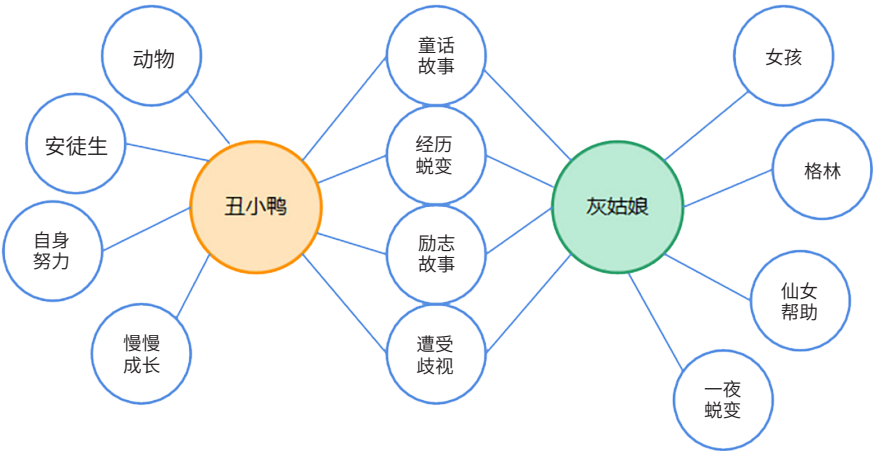 动物
安徒生
自身
努力
慢慢
成长
丑小鸭
童话
故事
经历
蜕变
励志
故事
遭受
歧视
灰姑娘
女孩
格林
仙女
帮助
一夜
蜕变